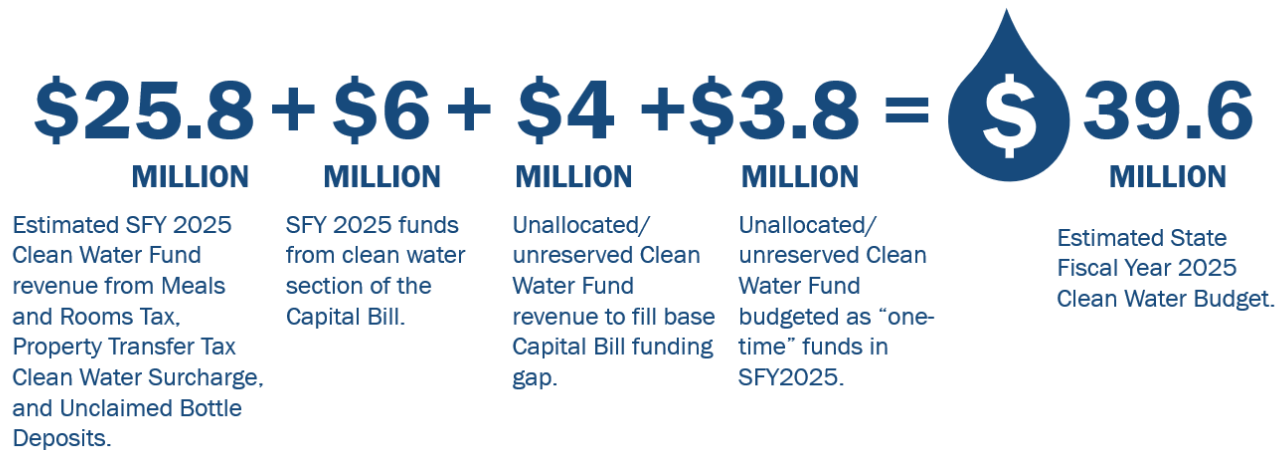 $25.8 + $6 + $4 +$3.8 = $ 39.6
MILLION MILLION MILLION MILLION MILLION
Estimated SFY 2025
Clean Water Fund
revenue from Meals
and Rooms Tax,
Property Transfer Tax
Clean Water Surcharge,
and Unclaimed Bottle
Deposits.
SFY 2025 funds
from clean water
section of the
Capital Bill.
Unallocated/
unreserved Clean
Water Fund
revenue to fill base
Capital Bill funding
gap.
Unallocated/
unreserved Clean
Water Fund
budgeted as “one-
time” funds in
SFY2025.
Estimated State
Fiscal Year 2025
Clean Water Budget.